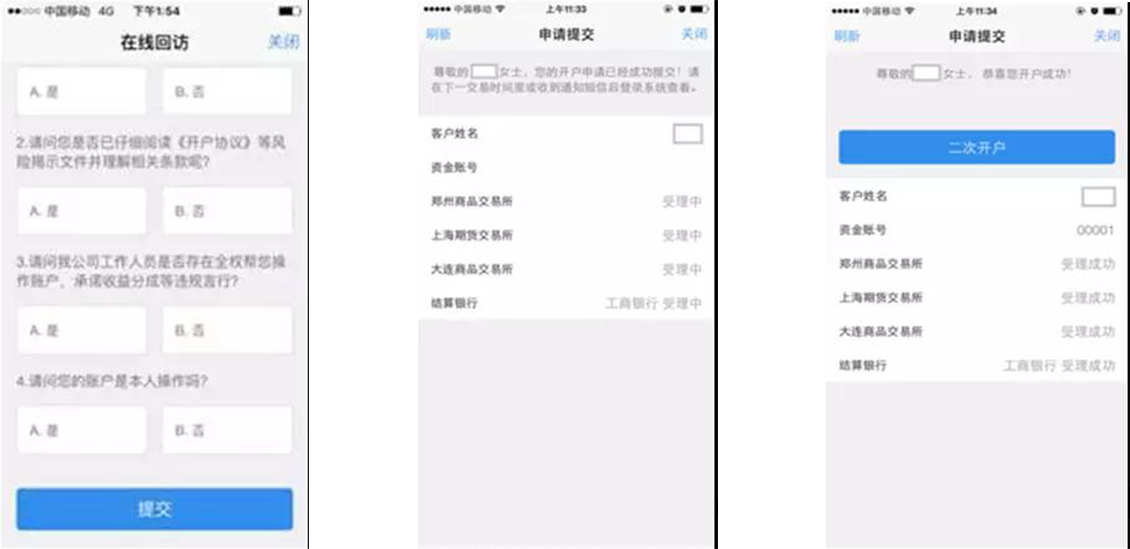 中国移动 4G 下午1:54
在线回访 关闭
A. 是 B. 否
2.请问您是否已仔细阅读《开户协议》等风
险揭示文件并理解相关条款呢?
A. 是 B. 否
3.请问我公司工作人员是否存在全权帮您操
作账户，承诺收益分成等违规言行?
A. 是 B. 否
4.请问您的账户是本人操作吗?
A. 是 B. 否
提交
中国移动 上午11:33
刷新 申请提交 关闭
尊敬的 女士，您的开户申请已经成功提交！请
在下一交易时间里或收到通知短信后登录系统查看。
客户姓名
资金账号
郑州商品交易所 受理中
上海期货交易所 受理中
大连商品交易所 受理中
结算银行 工商银行 受理中
中国移动 上午11:34
刷新 申请提交 关闭
尊敬的 女士，恭喜您开户成功！
二次开户
客户姓名
资金账号 00001
郑州商品交易所 受理成功
上海期货交易所 受理成功
大连商品交易所 受理成功
结算银行 工商银行 受理成功